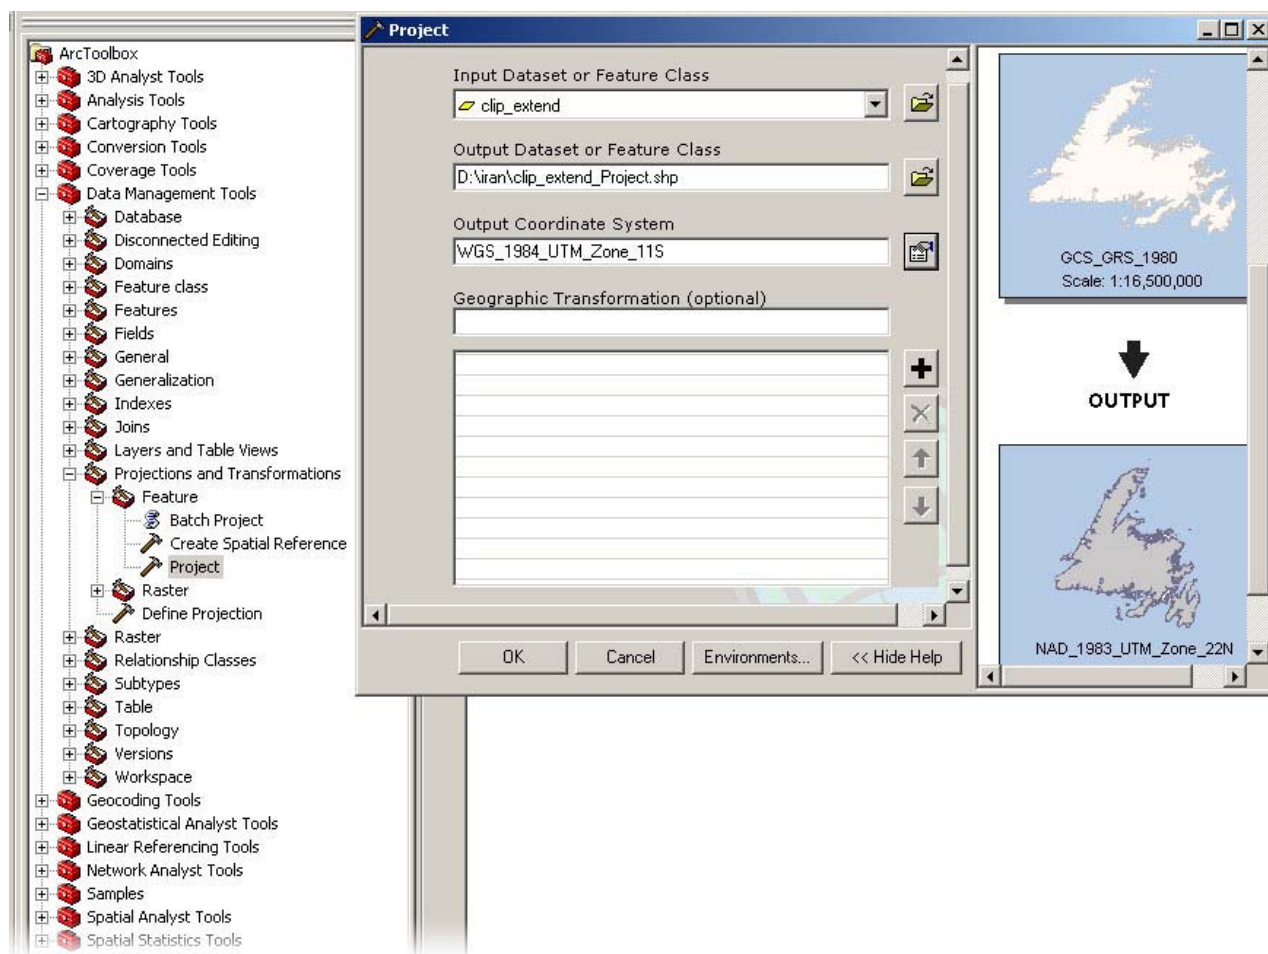 ArcToolbox
3D Analyst Tools
Analysis Tools
Cartography Tools
Conversion Tools
Coverage Tools
Data Management Tools
Database
Disconnected Editing
Domains
Feature class
Features
Fields
General
Generalization
Indexes
Joins
Layers and Table Views
Projections and Transformations
Feature
Batch Project
Create Spatial Reference
Project
Raster
Define Projection
Raster
Relationship Classes
Subtypes
Table
Topology
Versions
Workspace
Geocoding Tools
Geostatistical Analyst Tools
Linear Referencing Tools
Network Analyst Tools
Samples
Spatial Analyst Tools
Spatial Statistics Tools
Project
Input Dataset or Feature Class
clip_extend
Output Dataset or Feature Class
D:\iran\clip_extend_Project.shp
Output Coordinate System
WGS_1984_UTM_Zone_11S
Geographic Transformation (optional)
OK
Cancel
Environments...
<< Hide Help
GCS_GRS_1980
Scale: 1:16,500,000
OUTPUT
NAD_1983_UTM_Zone_22N